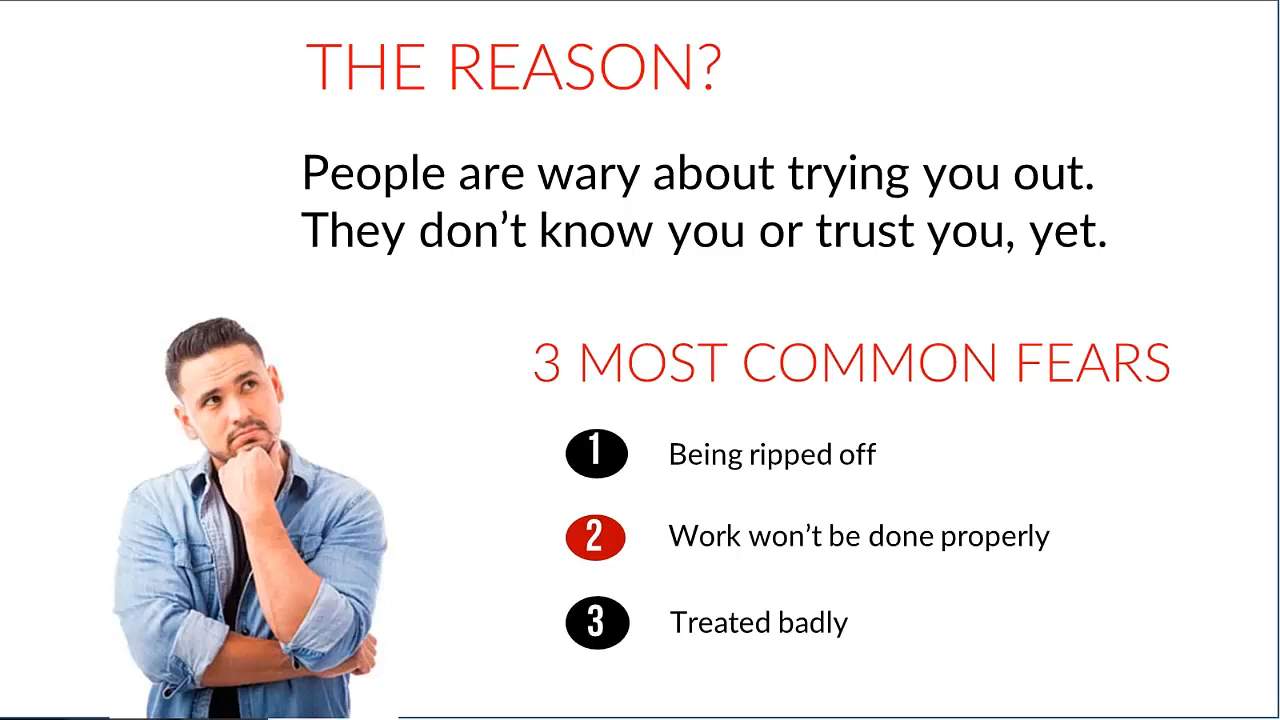 THE REASON?
People are wary about trying you out.
They don’t know you or trust you, yet.
3 MOST COMMON FEARS
1 Being ripped off
2 Work won’t be done properly
3 Treated badly